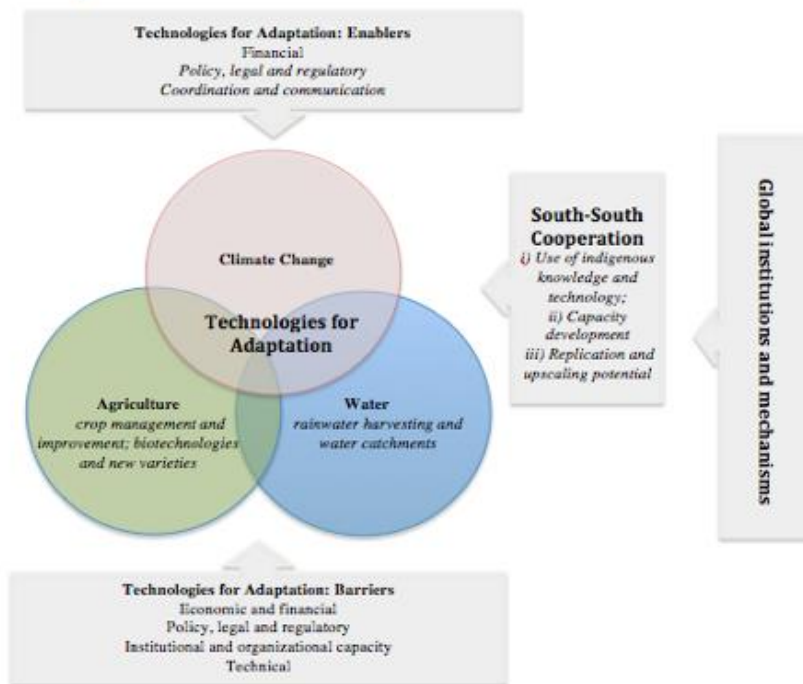 Technologies for Adaptation: Enablers
Financial
Policy, legal and regulatory
Coordination and communication
Climate Change
Technologies for
Adaptation
Agriculture
crop management and
improvement; biotechnologies
and new varieties
Water
rainwater harvesting and
water catchments
South-South
Cooperation
i) Use of indigenous
knowledge and
technology;
ii) Capacity
development
iii) Replication and
upscaling potential
Global institutions and mechanisms
Technologies for Adaptation: Barriers
Economic and financial
Policy, legal and regulatory
Institutional and organizational capacity
Technical